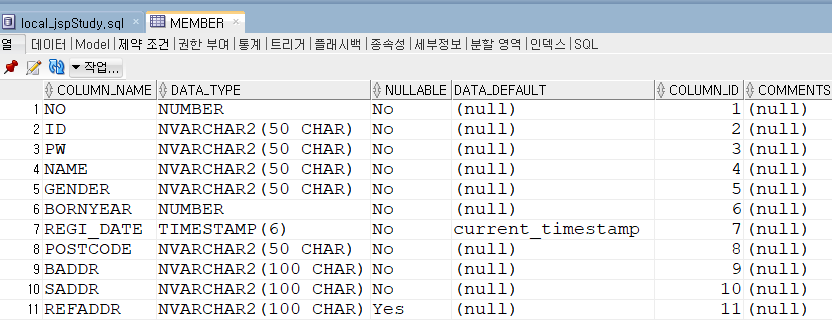 local_jspStudy.sql MEMBER
열 데이터 Model 제약 조건 권한 부여 통계 트리거 플래시백 종속성 세부정보 분할 영역 인덱스 SQL
작업...
COLUMN_NAME DATA_TYPE NULLABLE DATA_DEFAULT COLUMN_ID COMMENTS
1 NO NUMBER No (null) 1 (null)
2 ID NVARCHAR2(50 CHAR) No (null) 2 (null)
3 PW NVARCHAR2(50 CHAR) No (null) 3 (null)
4 NAME NVARCHAR2(50 CHAR) No (null) 4 (null)
5 GENDER NVARCHAR2(50 CHAR) No (null) 5 (null)
6 BORNYEAR NUMBER No (null) 6 (null)
7 REGI_DATE TIMESTAMP(6) No current_timestamp 7 (null)
8 POSTCODE NVARCHAR2(50 CHAR) No (null) 8 (null)
9 BADDR NVARCHAR2(100 CHAR) No (null) 9 (null)
10 SADDR NVARCHAR2(100 CHAR) No (null) 10 (null)
11 REFADDR NVARCHAR2(100 CHAR) Yes (null) 11 (null)